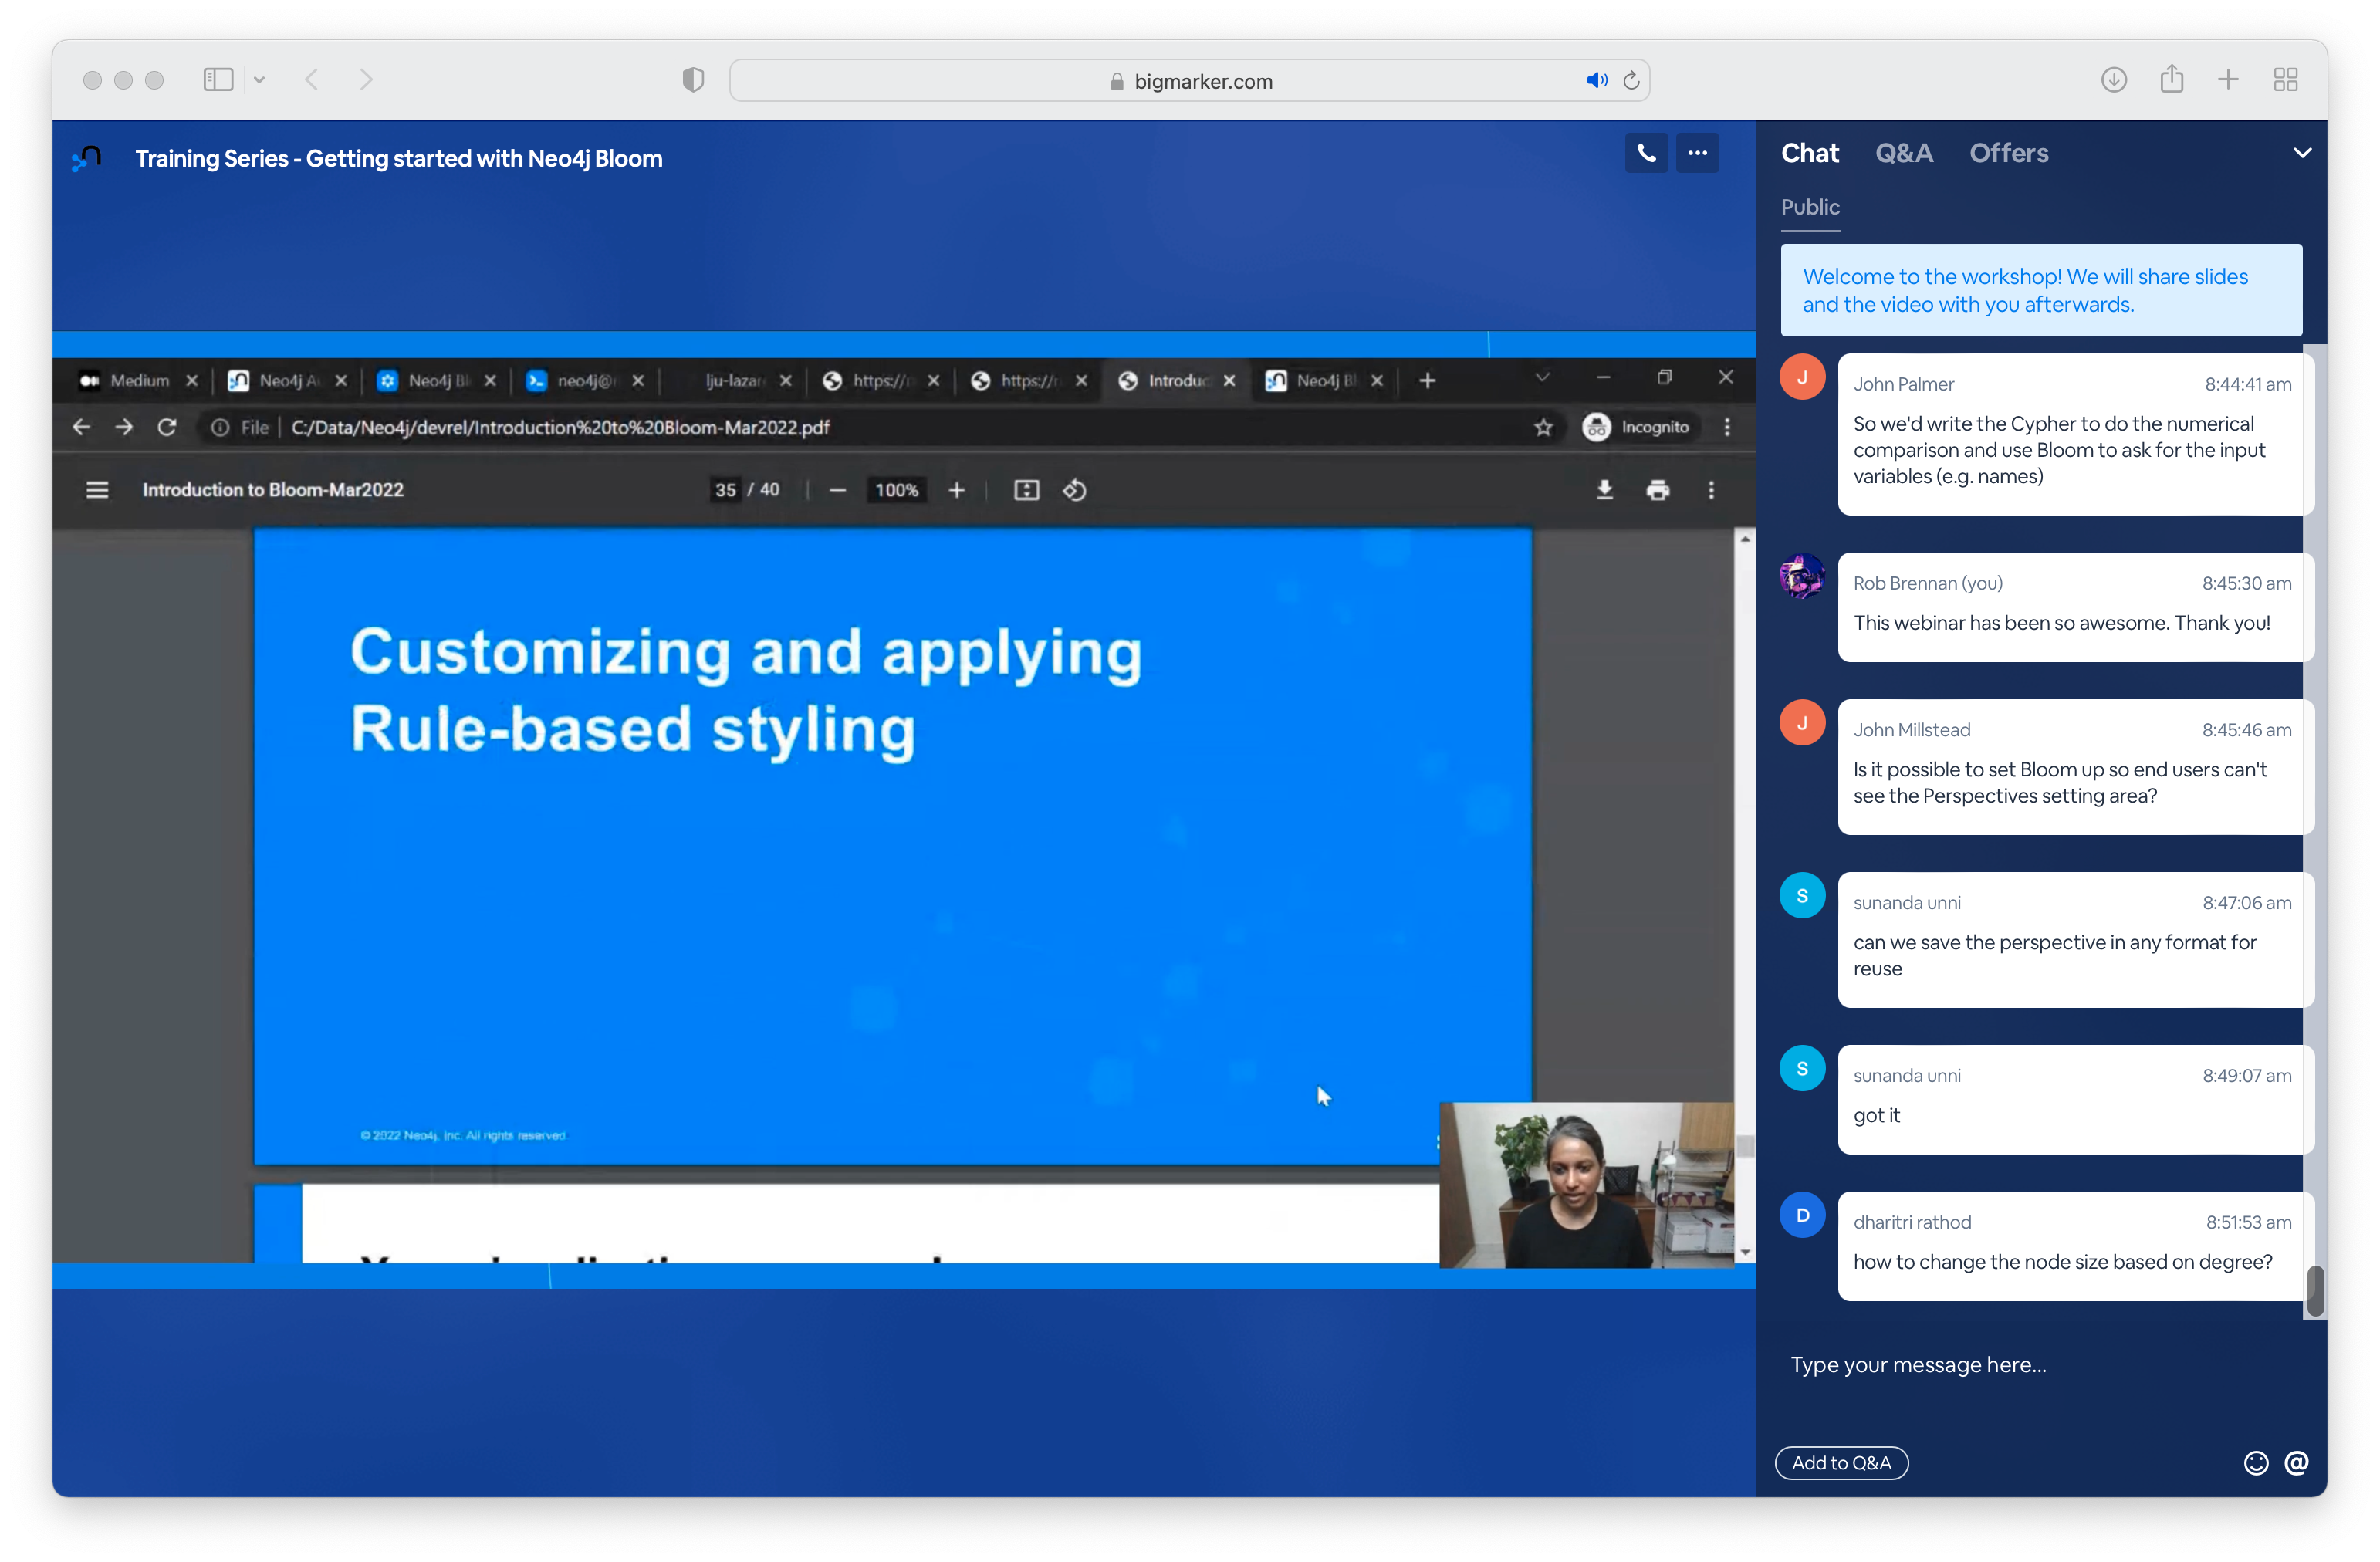 bigmarker.com
Training Series - Getting started with Neo4j Bloom
Medium
Neo4j
Neo4j
neo4j@
lju-lazar
https://
https://
Introduc
Neo4j
File
C:/Data/Neo4j/devrel/Introduction%20to%20Bloom-Mar2022.pdf
Incognito
Introduction to Bloom-Mar2022
35 / 40
100%
Customizing and applying
Rule-based styling
© 2022 Neo4j, Inc. All rights reserved.
Chat
Q&A
Offers
Public
Welcome to the workshop! We will share slides
and the video with you afterwards.
J
John Palmer
8:44:41 am
So we'd write the Cypher to do the numerical
comparison and use Bloom to ask for the input
variables (e.g. names)
Rob Brennan (you)
8:45:30 am
This webinar has been so awesome. Thank you!
J
John Millstead
8:45:46 am
Is it possible to set Bloom up so end users can't
see the Perspectives setting area?
S
sunanda unni
8:47:06 am
can we save the perspective in any format for
reuse
S
sunanda unni
8:49:07 am
got it
D
dharitri rathod
8:51:53 am
how to change the node size based on degree?
Type your message here...
Add to Q&A
@